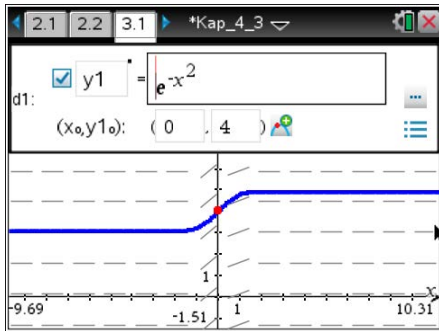 2.1 2.2 3.1 *Kap_4_3
d1: y1 = e^-x²
(x₀,y1₀): ( 0 , 4 )
1
x
-9.69 -1.51 1 10.31